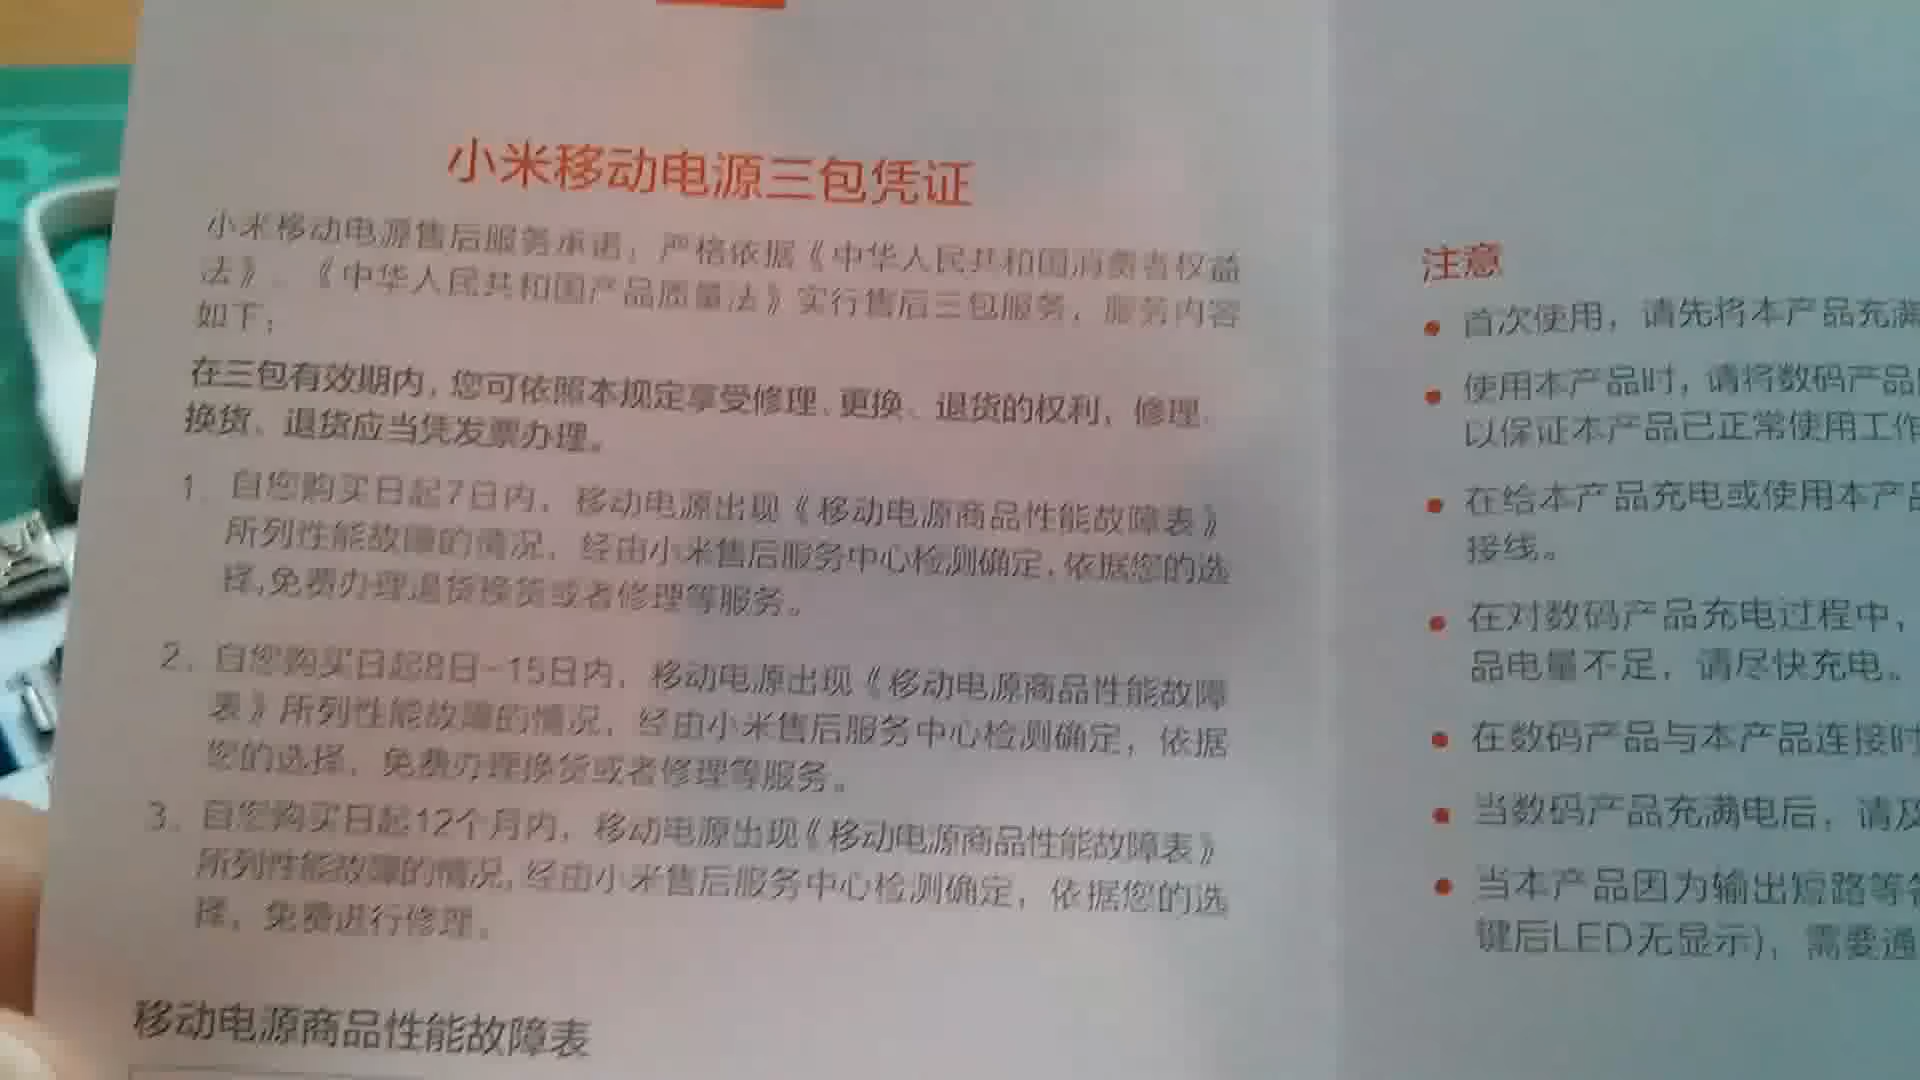 小米移动电源三包凭证
小米移动电源售后服务承诺：严格依据《中华人民共和国消费者权益
法》、《中华人民共和国产品质量法》实行售后三包服务，服务内容
如下：
在三包有效期内，您可依照本规定享受修理、更换、退货的权利，修理、
换货、退货应当凭发票办理。
1. 自您购买日起7日内，移动电源出现《移动电源商品性能故障表》
所列性能故障的情况，经由小米售后服务中心检测确定，依据您的选
择，免费办理退货换货或者修理等服务。
2. 自您购买日起8日-15日内，移动电源出现《移动电源商品性能故障
表》所列性能故障的情况，经由小米售后服务中心检测确定，依据
您的选择，免费办理换货或者修理等服务。
3. 自您购买日起12个月内，移动电源出现《移动电源商品性能故障表》
所列性能故障的情况，经由小米售后服务中心检测确定，依据您的选
择，免费进行修理。
移动电源商品性能故障表
注意
首次使用，请先将本产品充满
使用本产品时，请将数码产品
以保证本产品已正常使用工作
在给本产品充电或使用本产品
接线。
在对数码产品充电过程中，
品电量不足，请尽快充电。
在数码产品与本产品连接时
当数码产品充满电后，请及
当本产品因为输出短路等
键后LED无显示），需要通